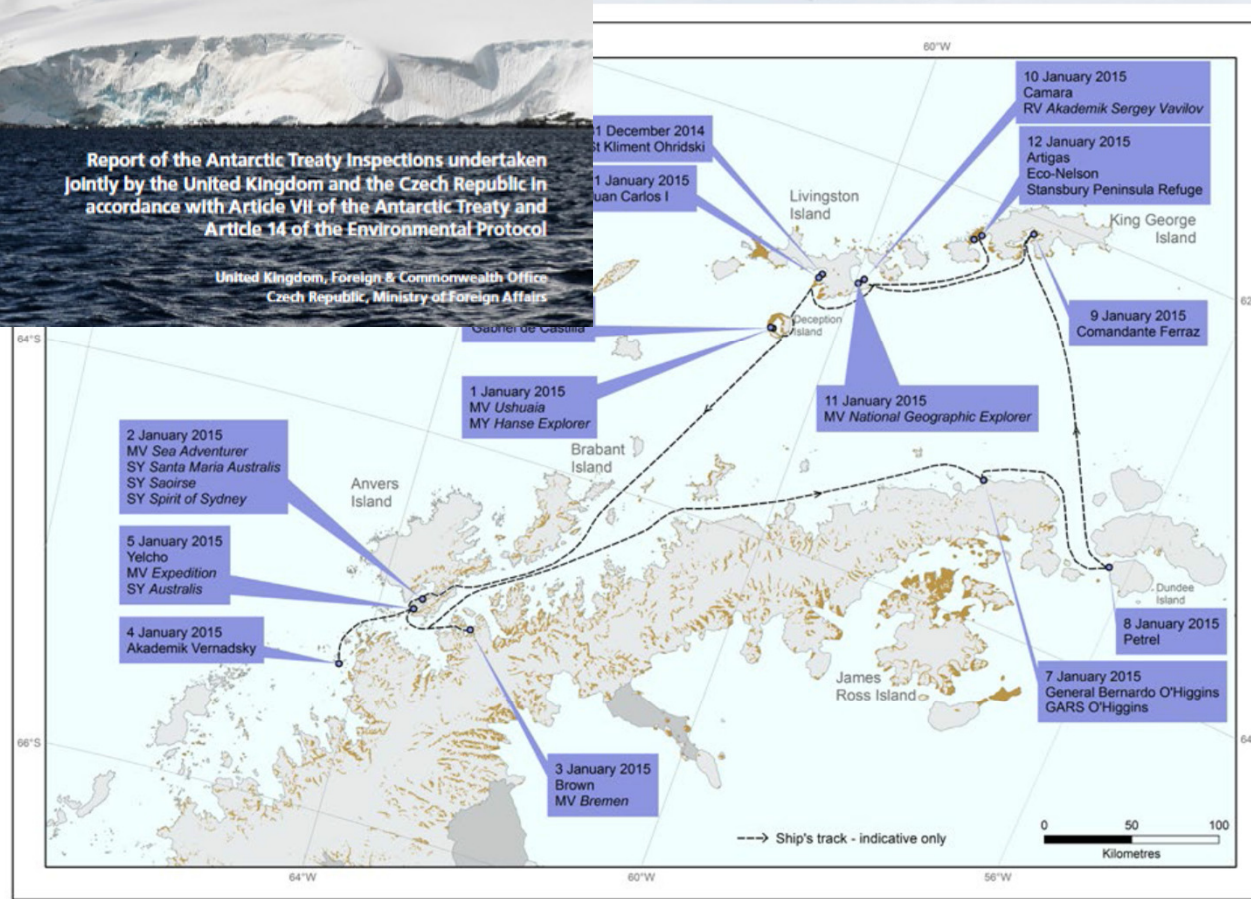 Report of the Antarctic Treaty Inspections undertaken
jointly by the United Kingdom and the Czech Republic in
accordance with Article VII of the Antarctic Treaty and
Article 14 of the Environmental Protocol
United Kingdom, Foreign & Commonwealth Office
Czech Republic, Ministry of Foreign Affairs
60°W
10 January 2015
Camara
RV Akademik Sergey Vavilov
1 December 2014
St Kliment Ohridski
12 January 2015
Artigas
Eco-Nelson
Stansbury Peninsula Refuge
1 January 2015
uan Carlos I
Livingston
Island
King George
Island
62
9 January 2015
Comandante Ferraz
Deception
Island
Gabriel de Castilla
64°S
1 January 2015
MV Ushuaia
MY Hanse Explorer
11 January 2015
MV National Geographic Explorer
2 January 2015
MV Sea Adventurer
SY Santa Maria Australis
SY Saoirse
SY Spirit of Sydney
Brabant
Island
Anvers
Island
5 January 2015
Yelcho
MV Expedition
SY Australis
4 January 2015
Akademik Vernadsky
Dundee
Island
8 January 2015
Petrel
James
Ross Island
7 January 2015
General Bernardo O'Higgins
GARS O'Higgins
66°S
64
3 January 2015
Brown
MV Bremen
Ship's track - indicative only
0 50 100
Kilometres
64°W
60°W
56°W